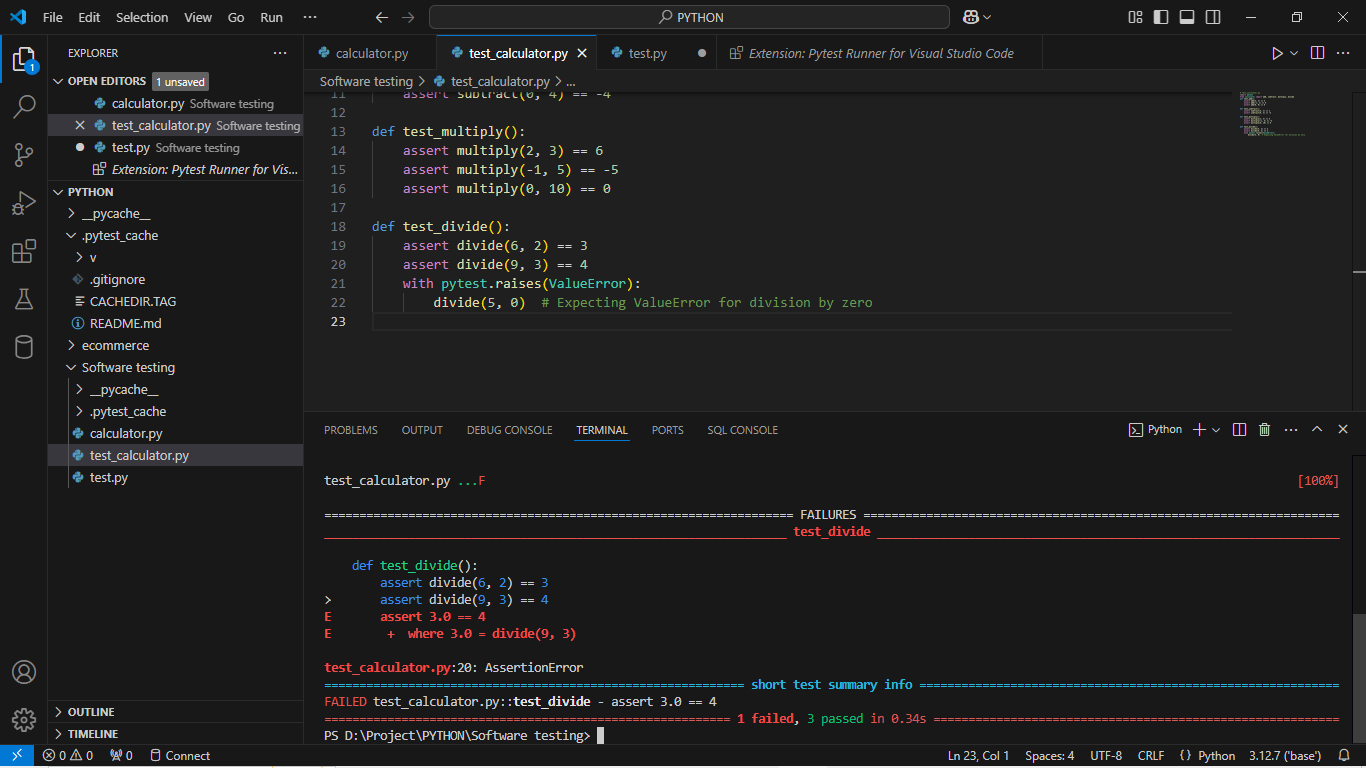 File Edit Selection View Go Run ··· PYTHON
EXPLORER ···
OPEN EDITORS 1 unsaved
calculator.py Software testing
test_calculator.py Software testing
test.py Software testing
Extension: Pytest Runner for Vis...
PYTHON
__pycache__
.pytest_cache
v
.gitignore
CACHEDIR.TAG
README.md
ecommerce
Software testing
__pycache__
.pytest_cache
calculator.py
test_calculator.py
test.py
OUTLINE
TIMELINE
1
calculator.py test_calculator.py test.py Extension: Pytest Runner for Visual Studio Code ···
Software testing > test_calculator.py > ...
11 assert subtract(0, 4) == -4
12
13 def test_multiply():
14 assert multiply(2, 3) == 6
15 assert multiply(-1, 5) == -5
16 assert multiply(0, 10) == 0
17
18 def test_divide():
19 assert divide(6, 2) == 3
20 assert divide(9, 3) == 4
21 with pytest.raises(ValueError):
22 divide(5, 0) # Expecting ValueError for division by zero
23
PROBLEMS OUTPUT DEBUG CONSOLE TERMINAL PORTS SQL CONSOLE Python ···
test_calculator.py ...F [100%]
=== FAILURES ===
___ test_divide ___
def test_divide():
assert divide(6, 2) == 3
> assert divide(9, 3) == 4
E assert 3.0 == 4
E + where 3.0 = divide(9, 3)
test_calculator.py:20: AssertionError
=== short test summary info ===
FAILED test_calculator.py::test_divide - assert 3.0 == 4
=== 1 failed, 3 passed in 0.34s ===
PS D:\Project\PYTHON\Software testing>
0 0 0 Connect Ln 23, Col 1 Spaces: 4 UTF-8 CRLF {} Python 3.12.7 ('base')